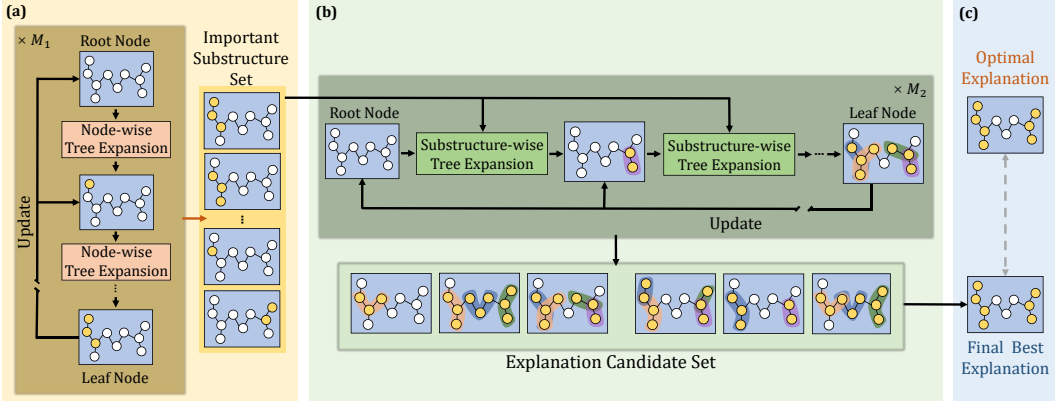 (a)
× M₁
Root Node
Node-wise
Tree Expansion
Update
Node-wise
Tree Expansion
...
Leaf Node
Important
Substructure
Set
...
(b)
× M₂
Root Node
Substructure-wise
Tree Expansion
Substructure-wise
Tree Expansion
...
Leaf Node
Update
Explanation Candidate Set
(c)
Optimal
Explanation
Final Best
Explanation